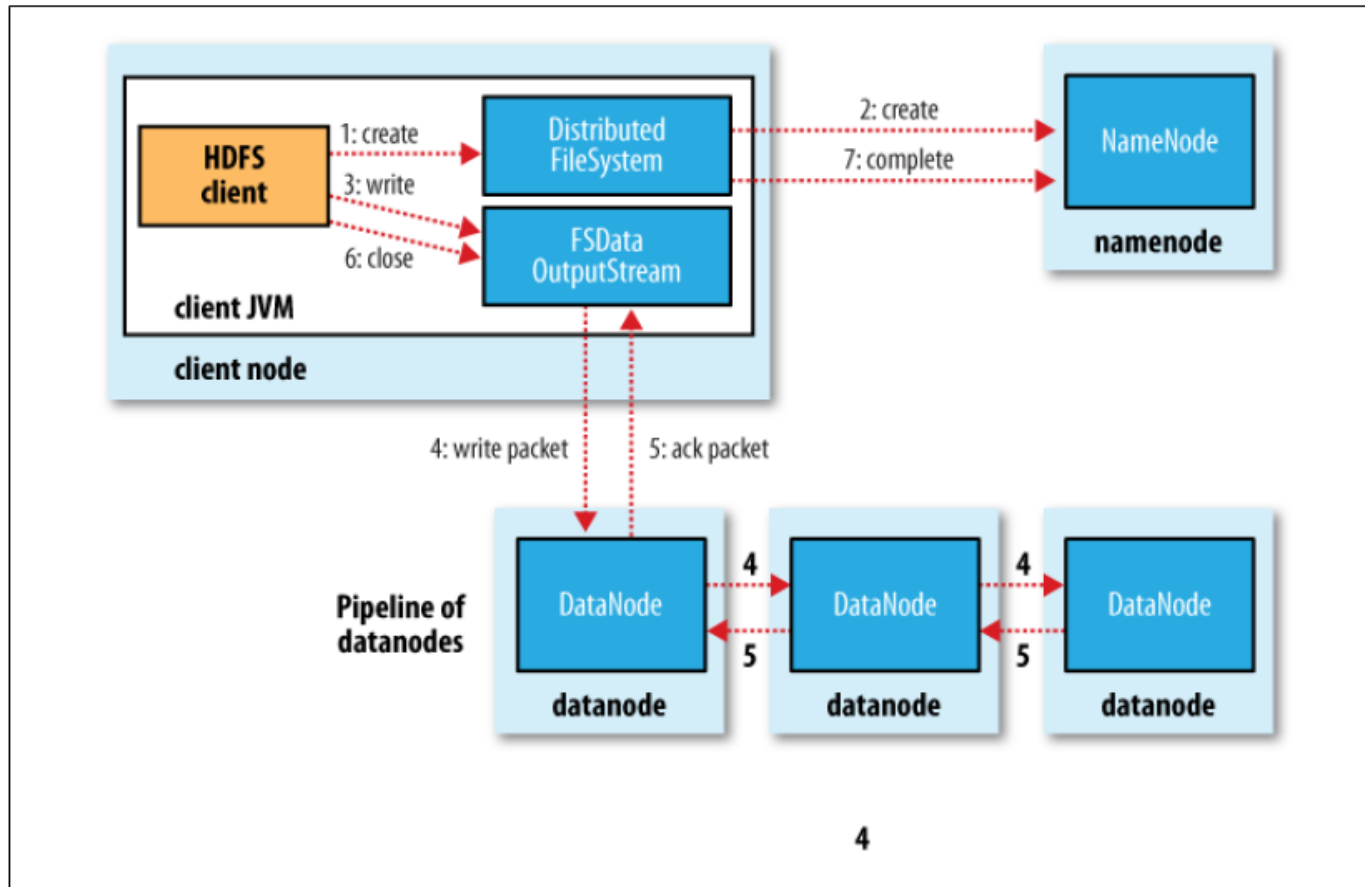 1: create
Distributed
FileSystem
2: create
NameNode
HDFS
client
3: write
7: complete
FSData
OutputStream
6: close
namenode
client JVM
client node
4: write packet
5: ack packet
Pipeline of
datanodes
DataNode
4
5
DataNode
4
5
DataNode
datanode
datanode
datanode
4